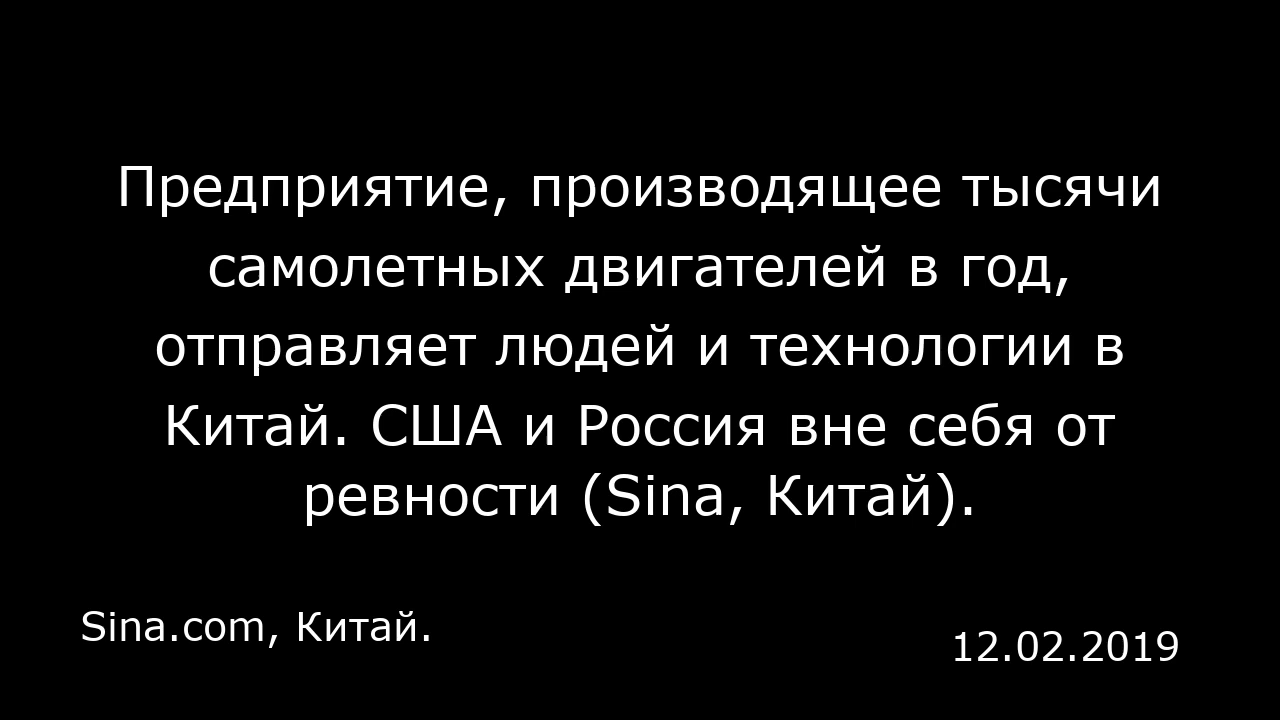 Предприятие, производящее тысячи
самолетных двигателей в год,
отправляет людей и технологии в
Китай. США и Россия вне себя от
ревности (Sina, Китай).
Sina.com, Китай.
12.02.2019